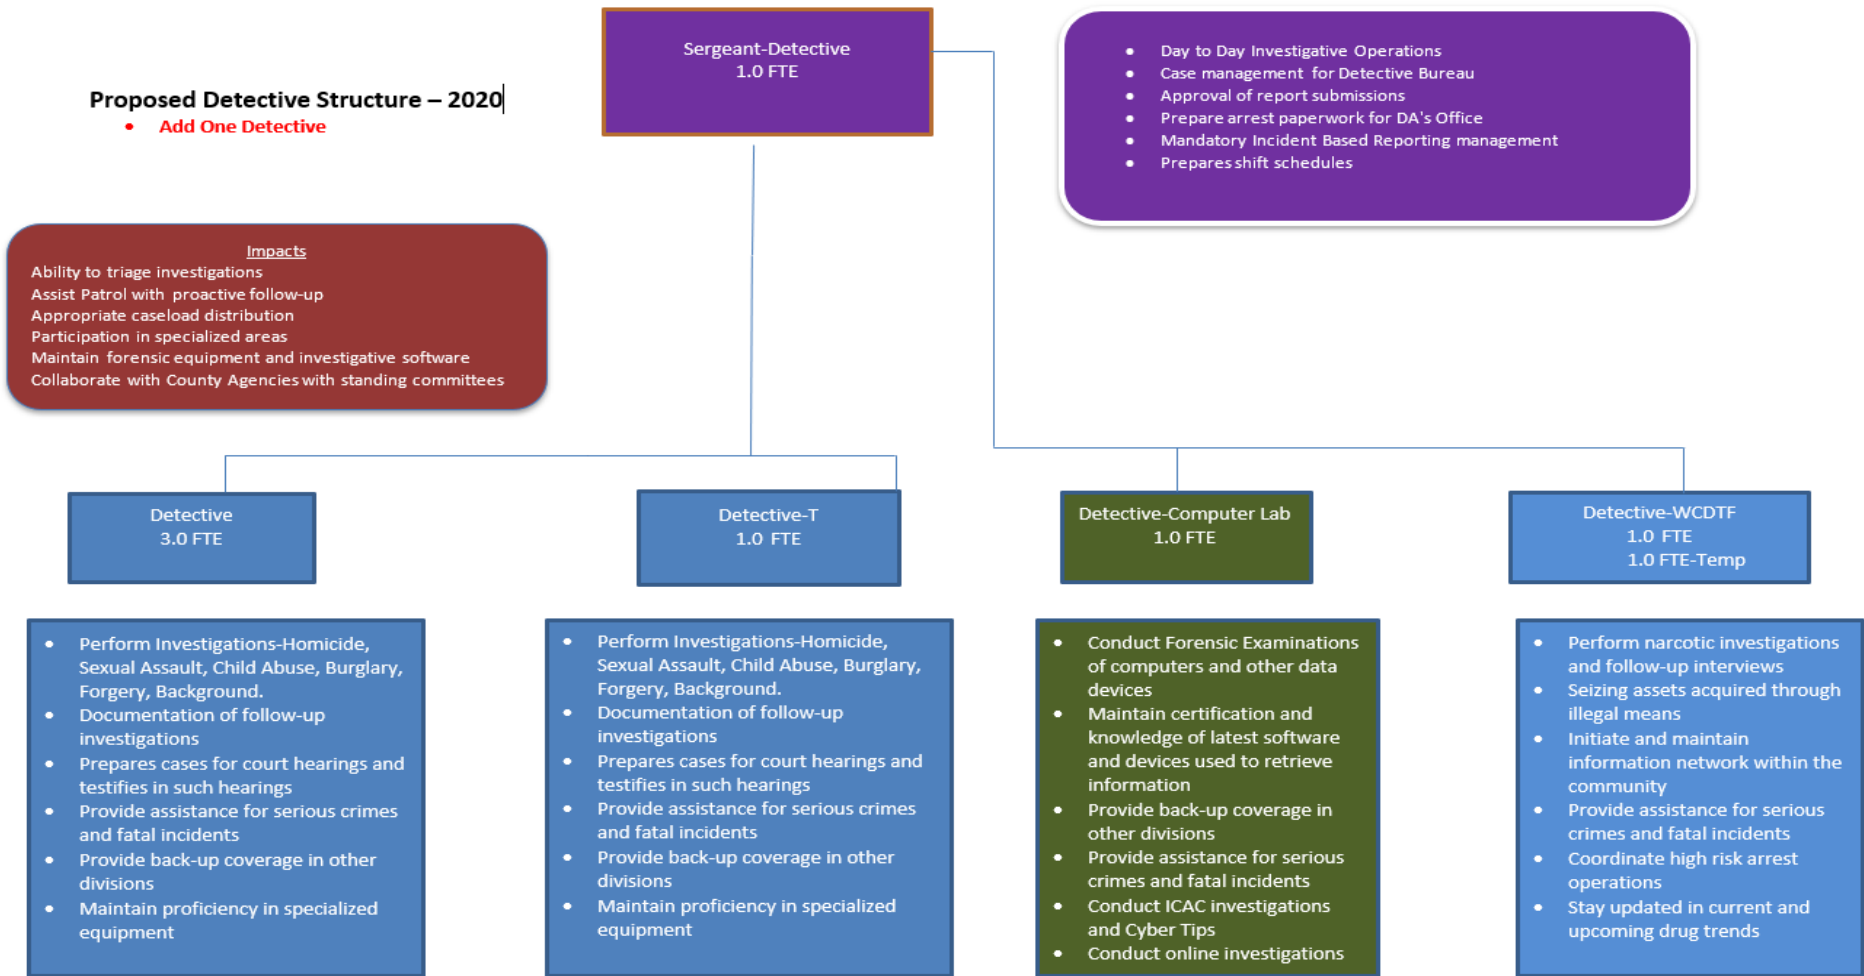 Proposed Detective Structure – 2020
• Add One Detective
Sergeant-Detective
1.0 FTE
• Day to Day Investigative Operations
• Case management for Detective Bureau
• Approval of report submissions
• Prepare arrest paperwork for DA's Office
• Mandatory Incident Based Reporting management
• Prepares shift schedules
Impacts
Ability to triage investigations
Assist Patrol with proactive follow-up
Appropriate caseload distribution
Participation in specialized areas
Maintain forensic equipment and investigative software
Collaborate with County Agencies with standing committees
Detective
3.0 FTE
Detective-T
1.0 FTE
Detective-Computer Lab
1.0 FTE
Detective-WCDTF
1.0 FTE
1.0 FTE-Temp
• Perform Investigations-Homicide,
Sexual Assault, Child Abuse, Burglary,
Forgery, Background.
• Documentation of follow-up
investigations
• Prepares cases for court hearings and
testifies in such hearings
• Provide assistance for serious crimes
and fatal incidents
• Provide back-up coverage in other
divisions
• Maintain proficiency in specialized
equipment
• Perform Investigations-Homicide,
Sexual Assault, Child Abuse, Burglary,
Forgery, Background.
• Documentation of follow-up
investigations
• Prepares cases for court hearings and
testifies in such hearings
• Provide assistance for serious crimes
and fatal incidents
• Provide back-up coverage in other
divisions
• Maintain proficiency in specialized
equipment
• Conduct Forensic Examinations
of computers and other data
devices
• Maintain certification and
knowledge of latest software
and devices used to retrieve
information
• Provide back-up coverage in
other divisions
• Provide assistance for serious
crimes and fatal incidents
• Conduct ICAC investigations
and Cyber Tips
• Conduct online investigations
• Perform narcotic investigations
and follow-up interviews
• Seizing assets acquired through
illegal means
• Initiate and maintain
information network within the
community
• Provide assistance for serious
crimes and fatal incidents
• Coordinate high risk arrest
operations
• Stay updated in current and
upcoming drug trends